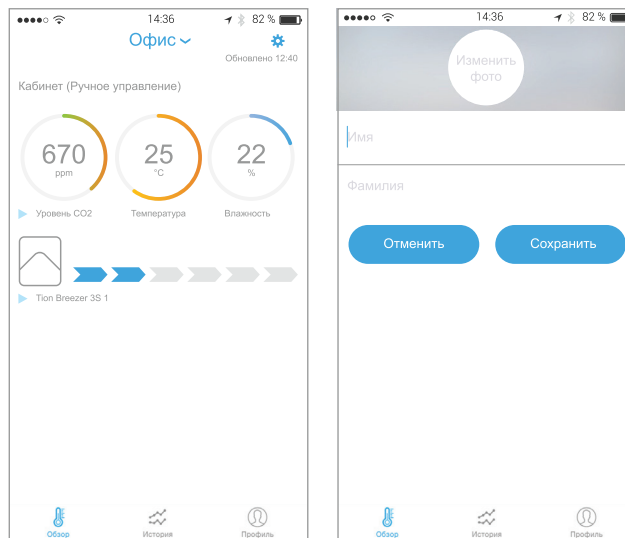 14:36
82 %
Офис
Обновлено 12:40
Кабинет (Ручное управление)
670
ppm
25
°C
22
%
Уровень CO2
Температура
Влажность
Tion Breezer 3S 1
Обзор
История
Профиль
14:36
82 %
Изменить
фото
Имя
Фамилия
Отменить
Сохранить
Обзор
История
Профиль